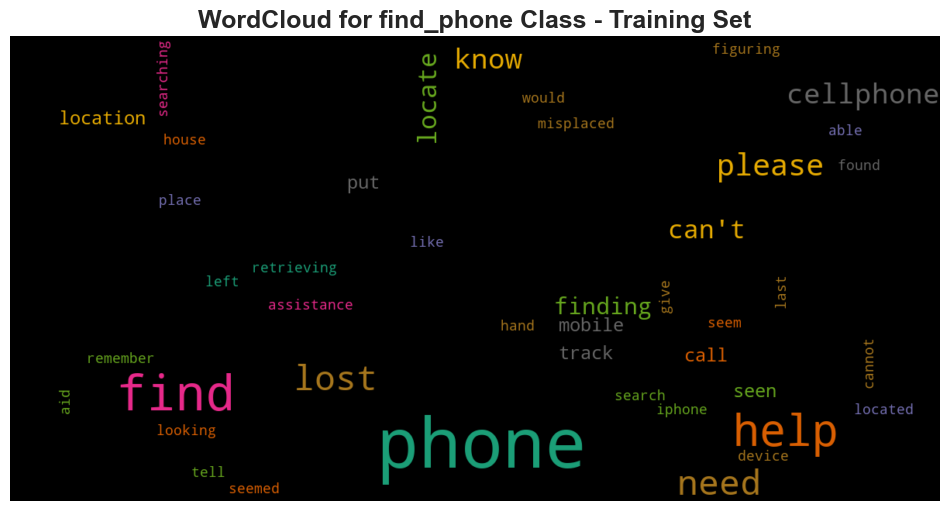 WordCloud for find_phone Class - Training Set
searching
figuring
know
locate
cellphone
would
location
misplaced
able
house
please
found
put
place
can't
like
retrieving
left
assistance
give
last
finding
hand
mobile
seem
track
call
cannot
remember
find
lost
seen
search
aid
iphone
located
looking
phone
help
device
tell
need
seemed